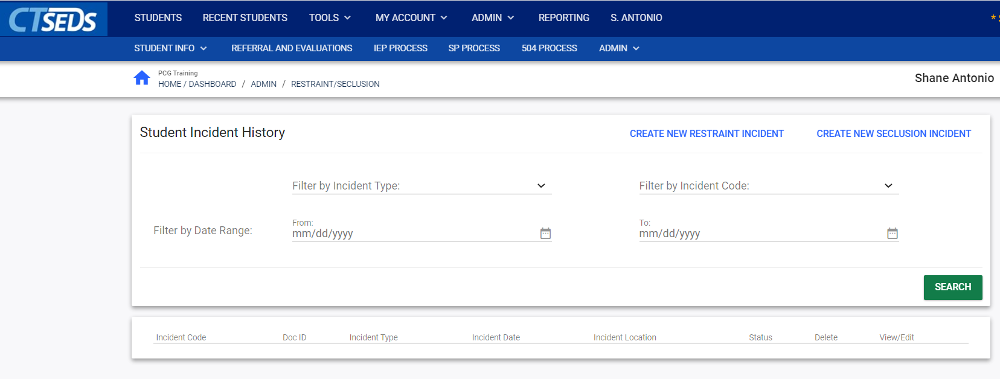 CTSEDS STUDENTS RECENT STUDENTS TOOLS MY ACCOUNT ADMIN REPORTING S. ANTONIO *
STUDENT INFO REFERRAL AND EVALUATIONS IEP PROCESS SP PROCESS 504 PROCESS ADMIN
PCG Training
HOME / DASHBOARD / ADMIN / RESTRAINT/SECLUSION
Shane Antonio
Student Incident History CREATE NEW RESTRAINT INCIDENT CREATE NEW SECLUSION INCIDENT
Filter by Incident Type: Filter by Incident Code:
Filter by Date Range:
From: To:
mm/dd/yyyy mm/dd/yyyy
SEARCH
Incident Code Doc ID Incident Type Incident Date Incident Location Status Delete View/Edit